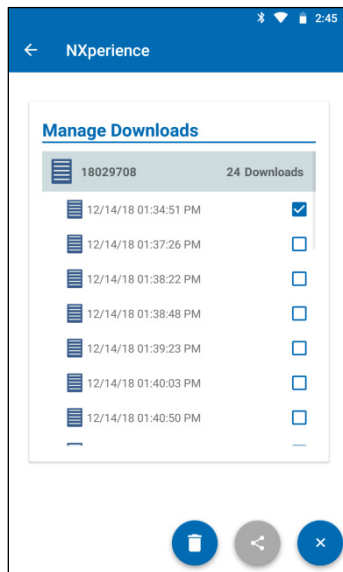 2:45
NXperience
Manage Downloads
18029708 24 Downloads
12/14/18 01:34:51 PM
12/14/18 01:37:26 PM
12/14/18 01:38:22 PM
12/14/18 01:38:48 PM
12/14/18 01:39:23 PM
12/14/18 01:40:03 PM
12/14/18 01:40:50 PM